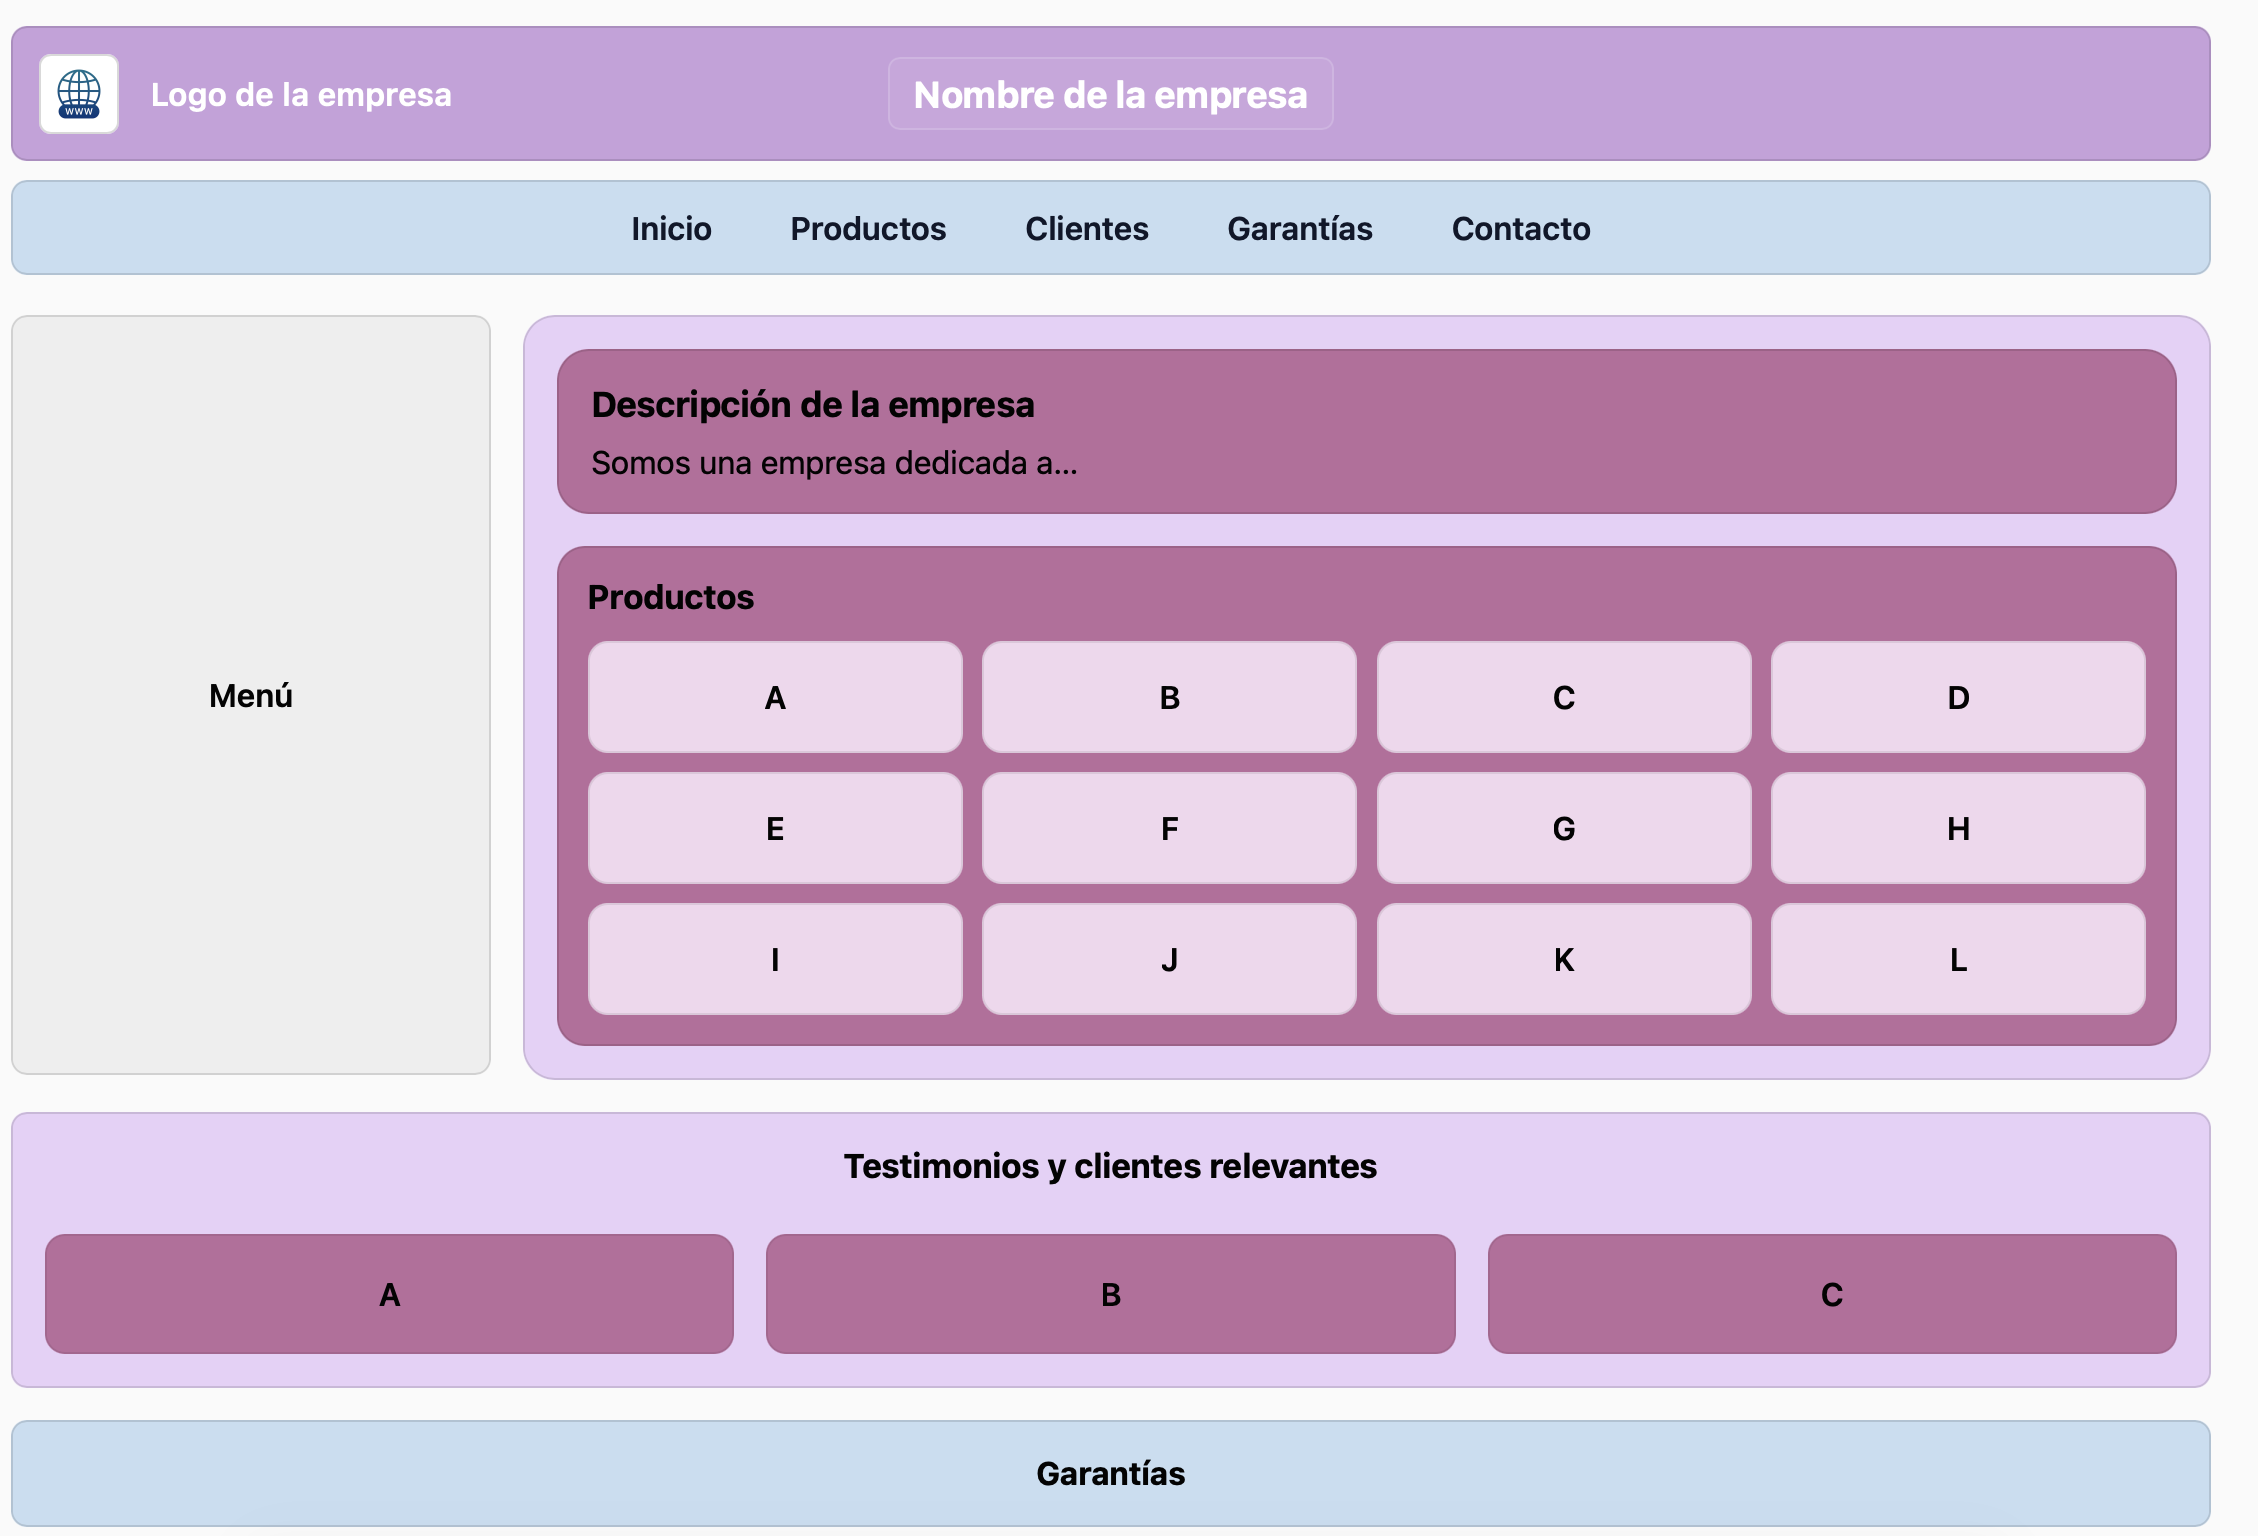 WWW
Logo de la empresa
Nombre de la empresa
Inicio Productos Clientes Garantías Contacto
Menú
Descripción de la empresa
Somos una empresa dedicada a...
Productos
A B C D
E F G H
I J K L
Testimonios y clientes relevantes
A B C
Garantías